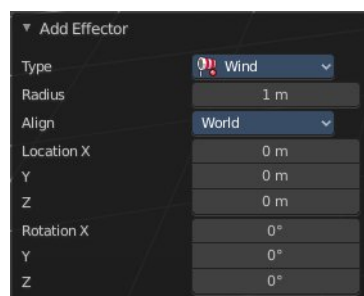 Add Effector
Type Wind
Radius 1 m
Align World
Location X 0 m
Y 0 m
Z 0 m
Rotation X 0°
Y 0°
Z 0°